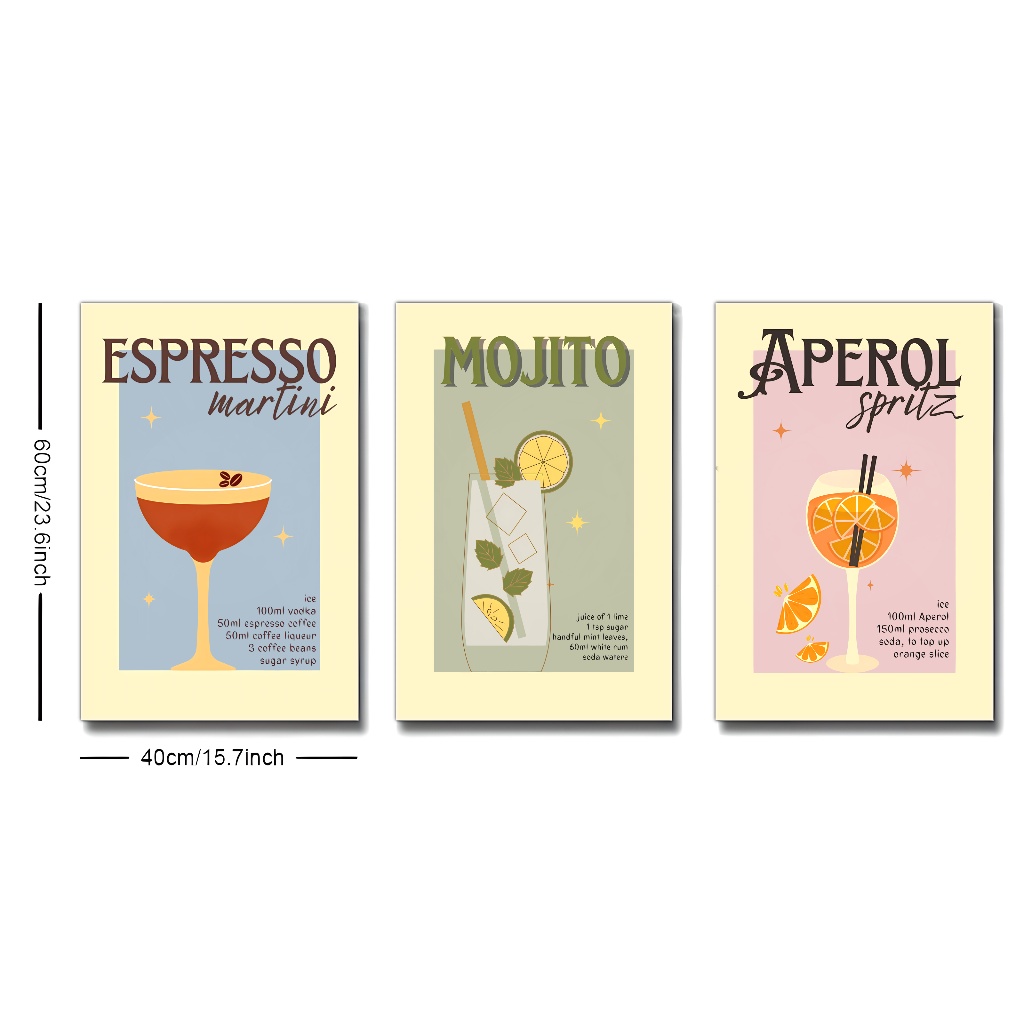 ESPRESSO
martini
ice
100ml vodka
50ml espresso coffee
50ml coffee liqueur
3 coffee beans
sugar syrup
MOJITO
juice of 1 lime
1 tsp sugar
handful mint leaves,
60ml white rum
soda watere
APEROL
spritz
ice
100ml Aperol
150ml prosecco
soda, to top up
orange slice
60cm/23.6inch
40cm/15.7inch